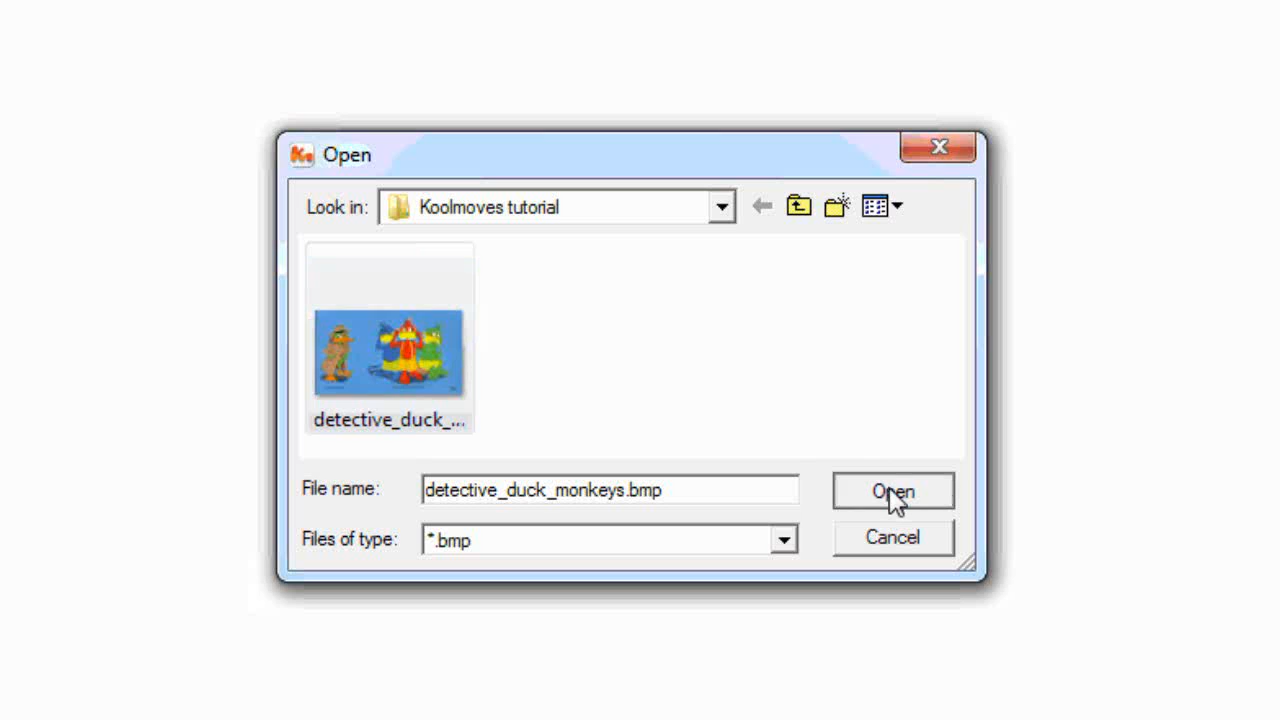 Open
Look in: Koolmoves tutorial
detective_duck_...
File name: detective_duck_monkeys.bmp Open
Files of type: *.bmp Cancel